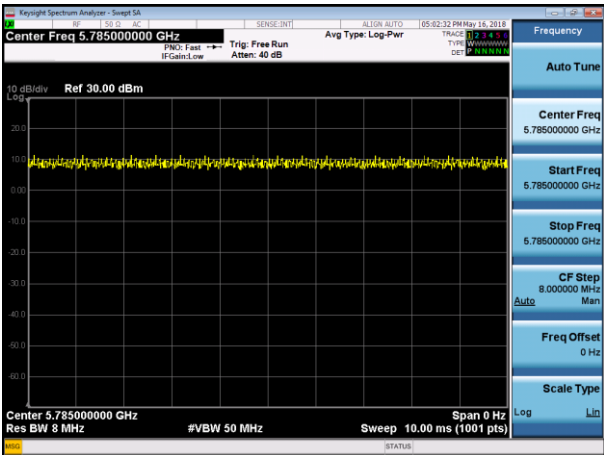 Keysight Spectrum Analyzer - Swept SA
LXI RF 50 Ω AC SENSE:INT ALIGN AUTO 05:02:32 PM May 16, 2018
Center Freq 5.785000000 GHz
PNO: Fast
IFGain:Low
Trig: Free Run
Atten: 40 dB
Avg Type: Log-Pwr
TRACE 1 2 3 4 5 6
TYPE WWWWWW
DET P N N N N N
10 dB/div
Log
Ref 30.00 dBm
20.0
10.0
0.00
-10.0
-20.0
-30.0
-40.0
-50.0
-60.0
Center 5.785000000 GHz
Span 0 Hz
Res BW 8 MHz
#VBW 50 MHz
Sweep 10.00 ms (1001 pts)
MSG
STATUS
Frequency
Auto Tune
Center Freq
5.785000000 GHz
Start Freq
5.785000000 GHz
Stop Freq
5.785000000 GHz
CF Step
8.000000 MHz
Auto Man
Freq Offset
0 Hz
Scale Type
Log Lin